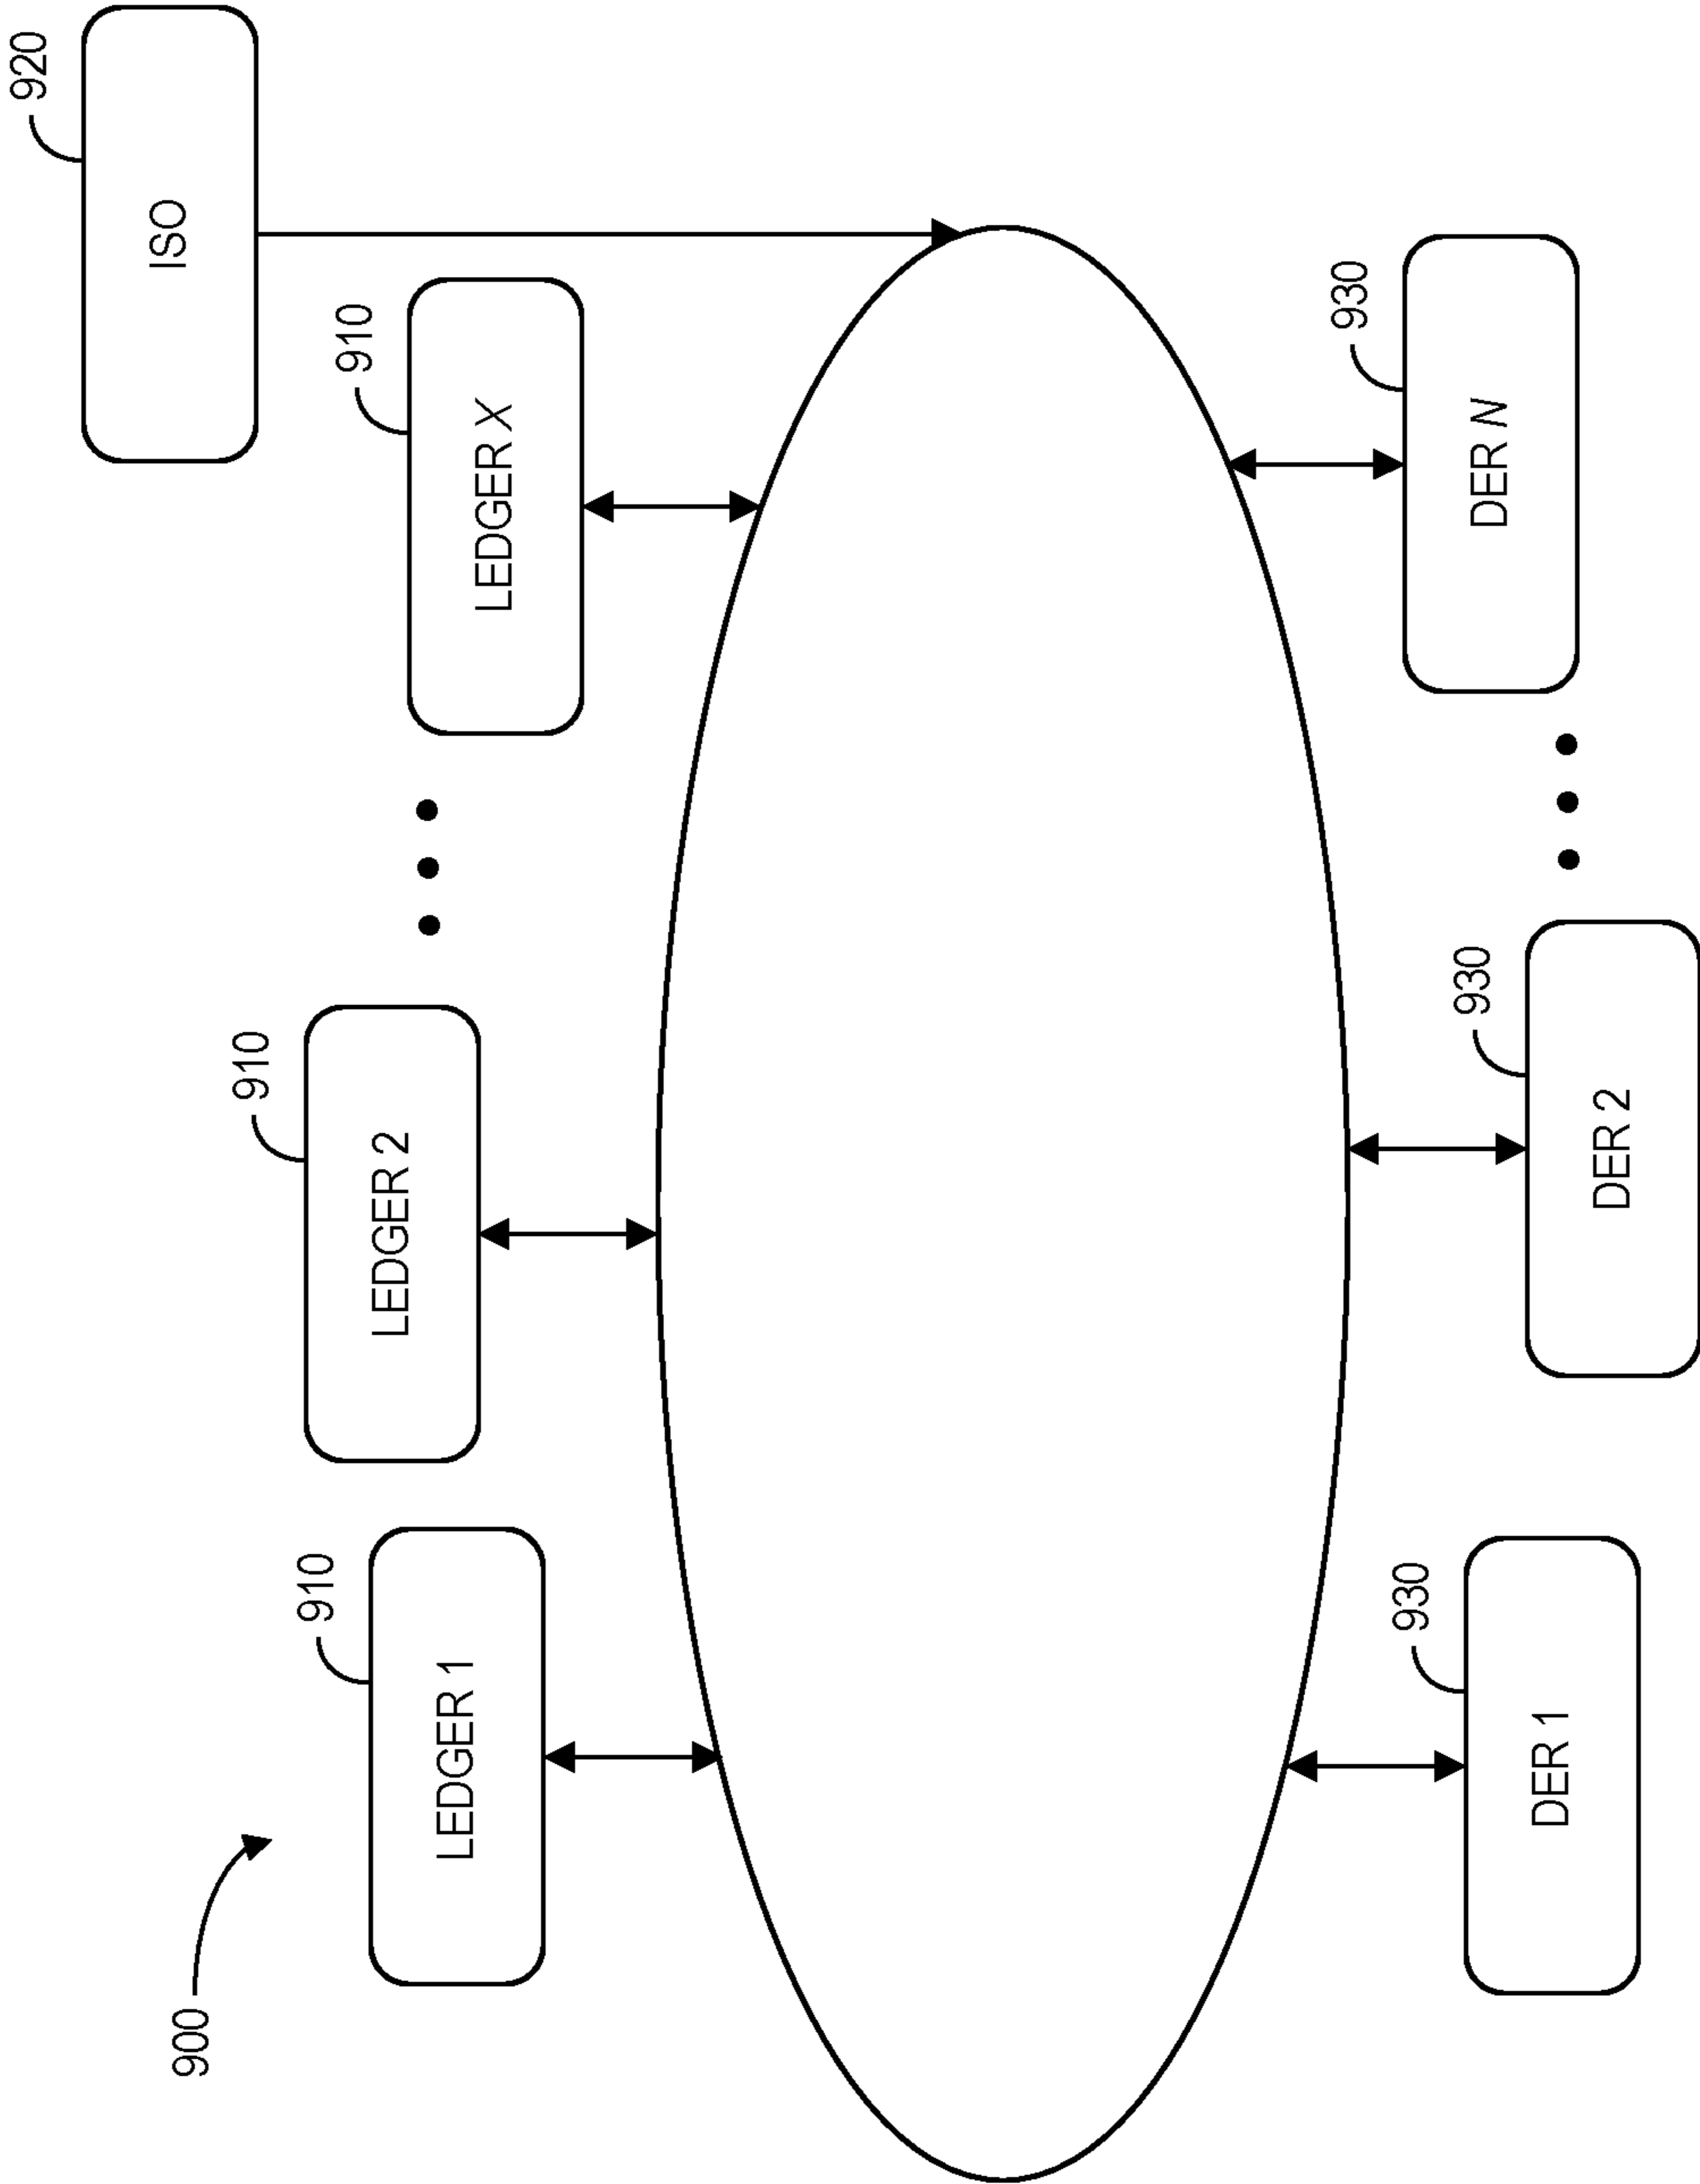 900
920
ISO
910
LEDGER 1
910
LEDGER 2
910
LEDGER X
930
DER 1
930
DER 2
930
DER N